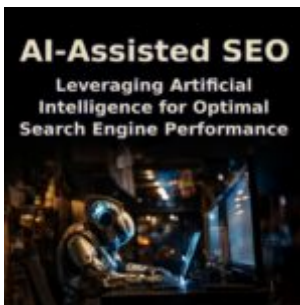 AI-Assisted SEO
Leveraging Artificial
Intelligence for Optimal
Search Engine Performance